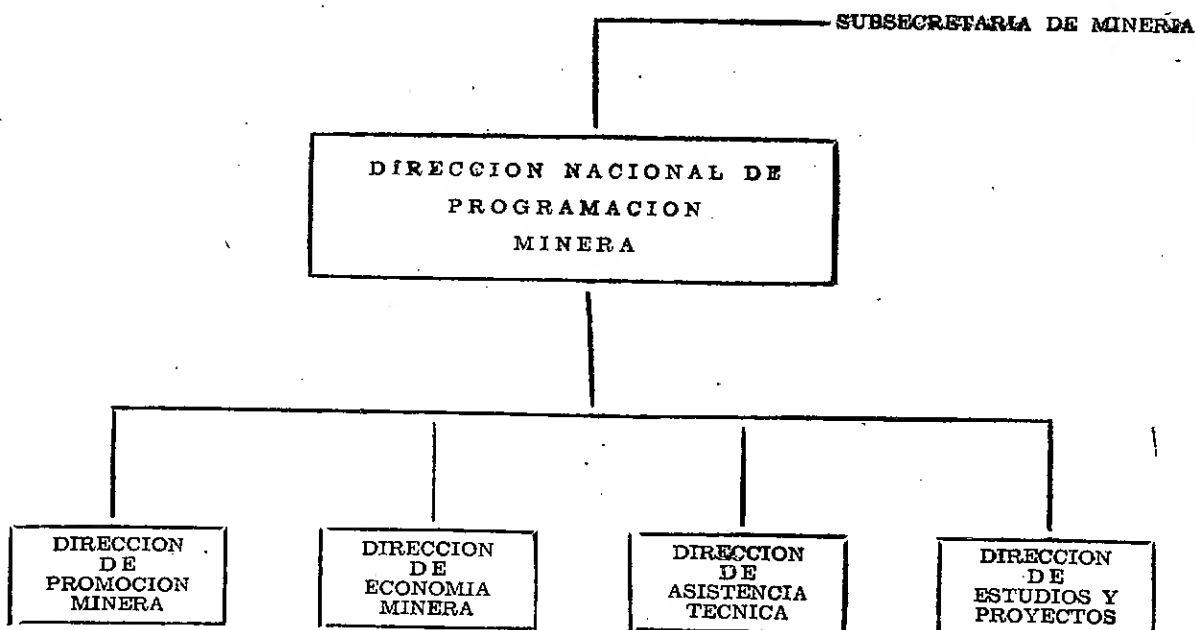 SUBSECRETARIA DE MINERIA
DIRECCION NACIONAL DE
PROGRAMACION
MINERA
DIRECCION
DE
PROMOCION
MINERA
DIRECCION
DE
ECONOMIA
MINERA
DIRECCION
DE
ASISTENCIA
TECNICA
DIRECCION
DE
ESTUDIOS Y
PROYECTOS